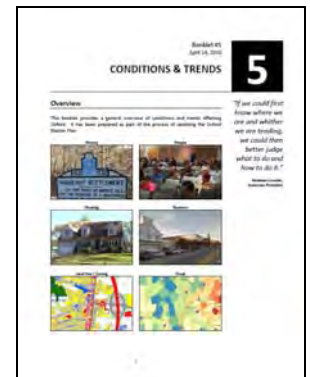 Booklet #5
April 14, 2016
CONDITIONS & TRENDS
5
Overview
This booklet provides a general overview of conditions and trends affecting
Oxford. It has been prepared as part of the process of updating the
Master Plan.
"If we could first
know where we
are and whither
we are tending,
we could then
better judge
what to do and
how to do it."
Abraham Lincoln,
History
People
HUGUENOT SETTLEMENT
Housing
Business
Land Use / Zoning